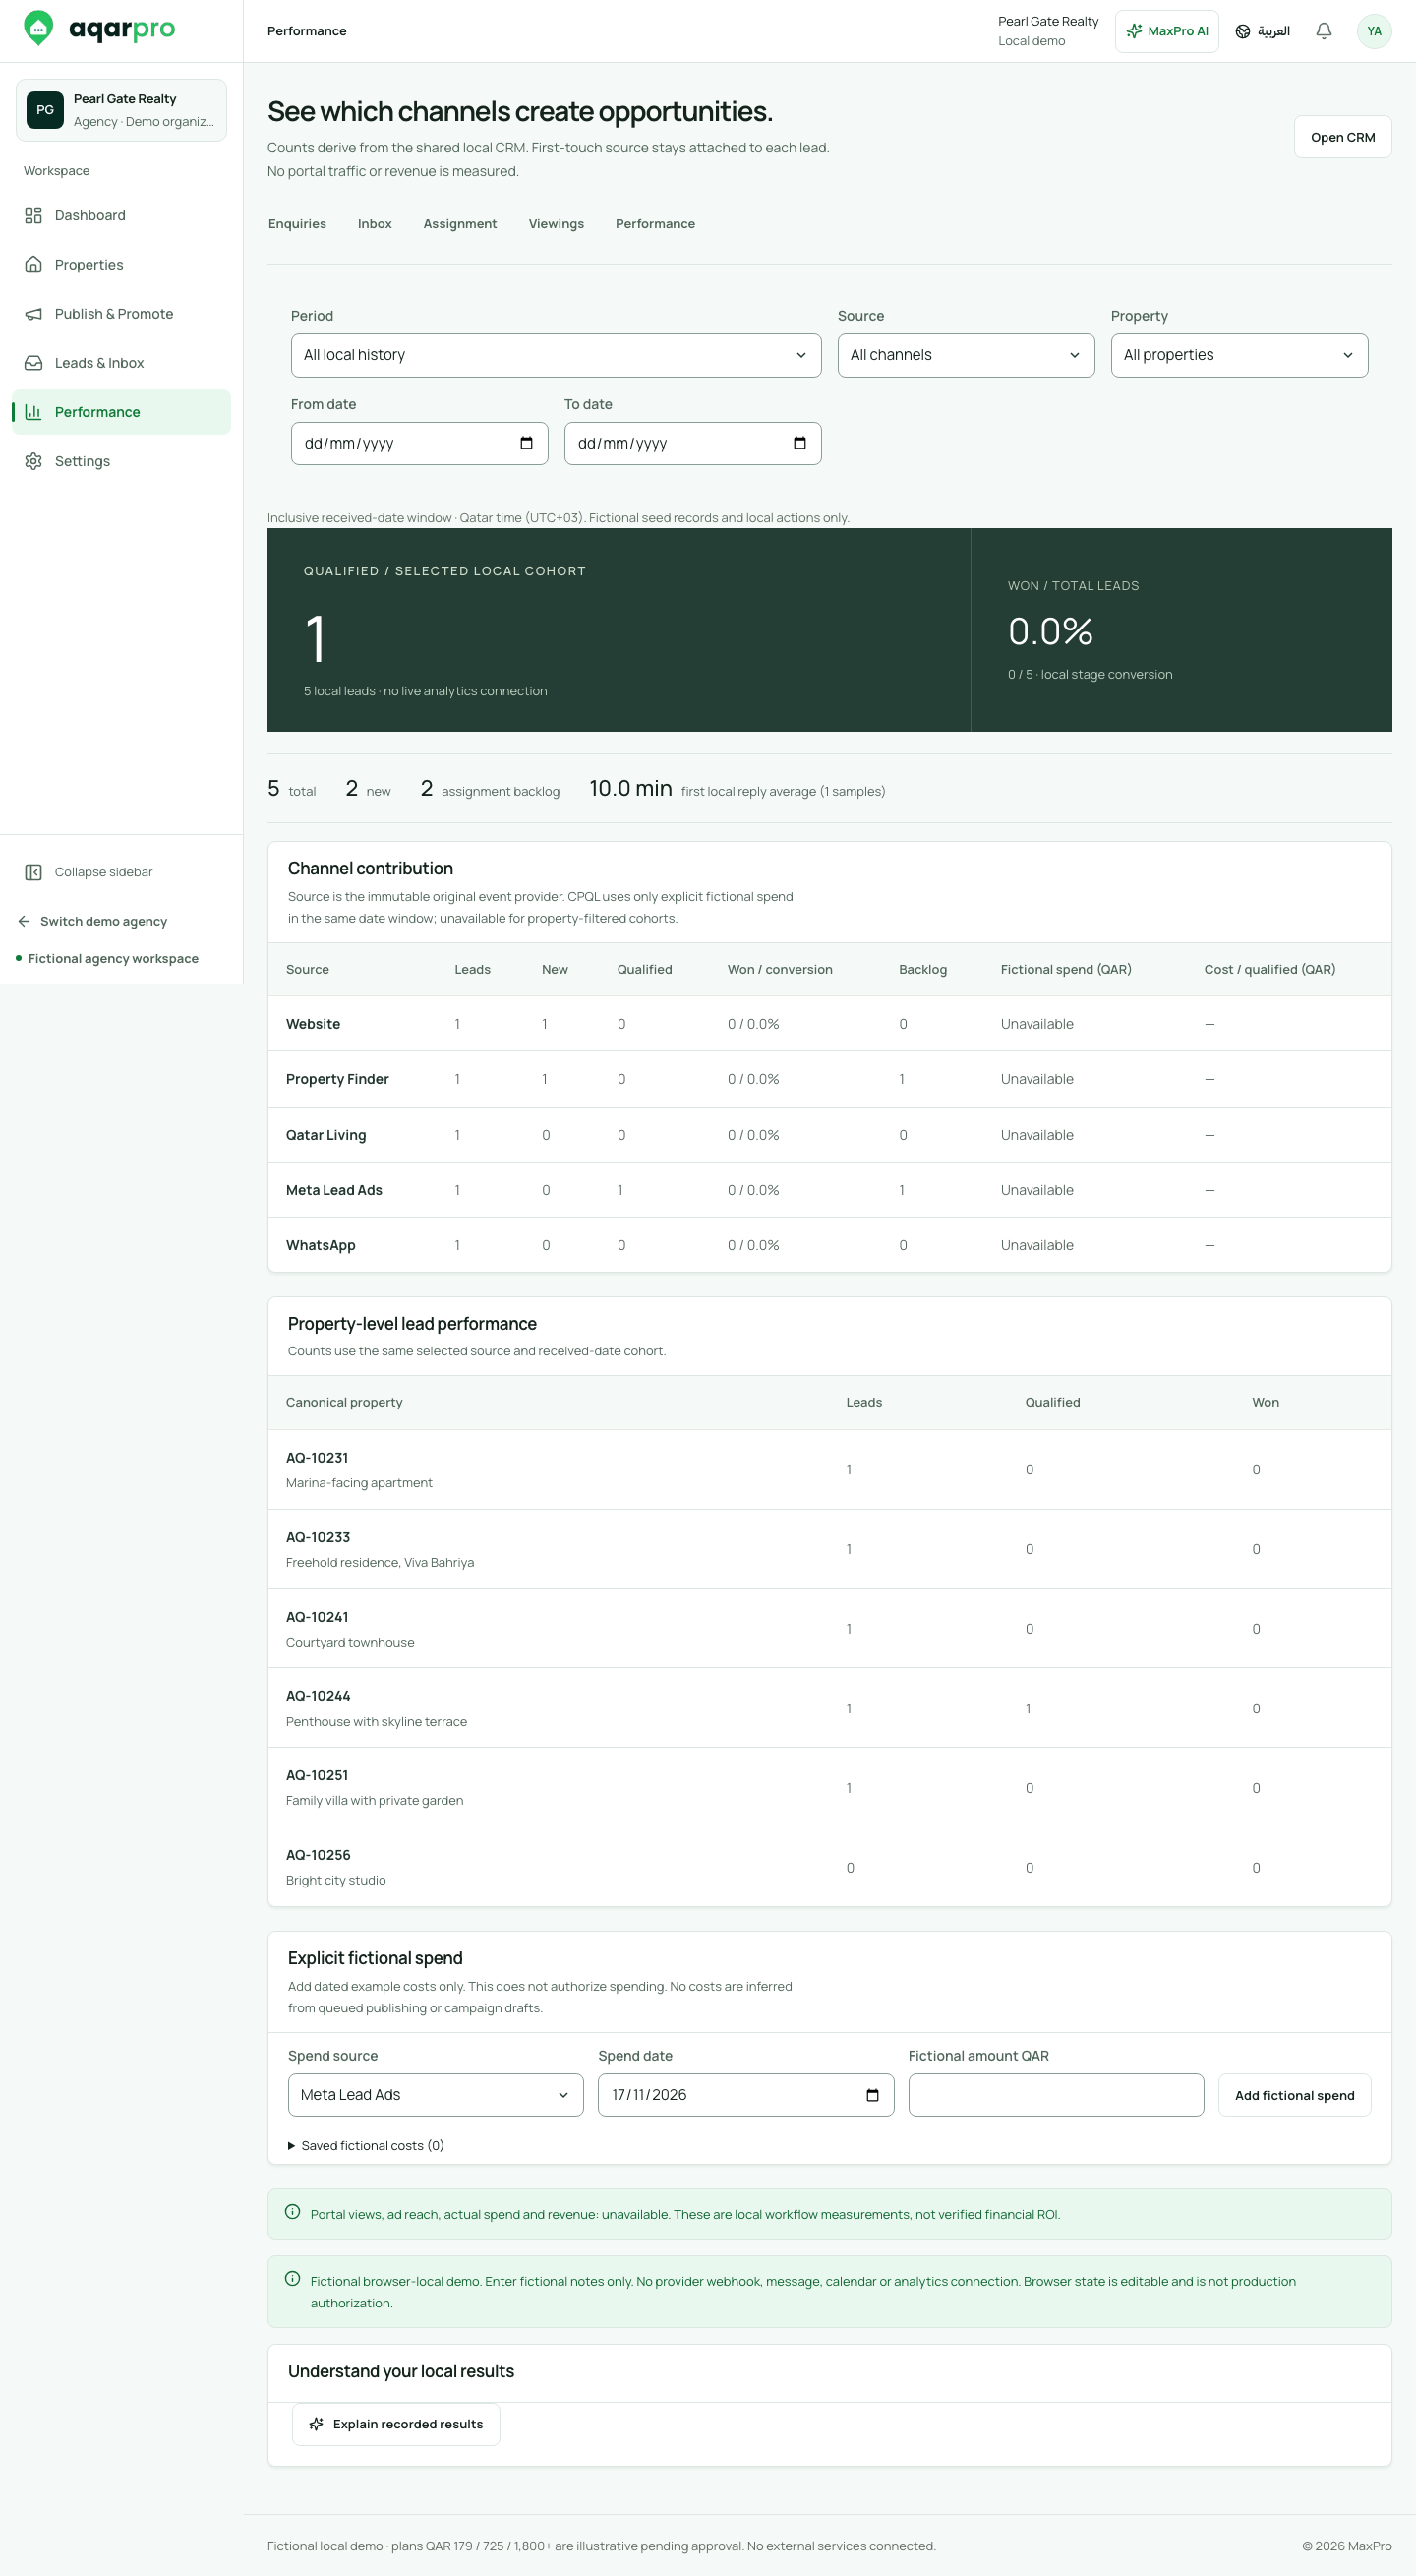 aqarpro
Performance
Pearl Gate Realty
Local demo
MaxPro AI
العربية
YA
PG
Pearl Gate Realty
Agency · Demo organiz...
Workspace
Dashboard
Properties
Publish & Promote
Leads & Inbox
Performance
Settings
Collapse sidebar
Switch demo agency
Fictional agency workspace
See which channels create opportunities.
Counts derive from the shared local CRM. First-touch source stays attached to each lead.
No portal traffic or revenue is measured.
Open CRM
Enquiries Inbox Assignment Viewings Performance
Period Source Property
All local history All channels All properties
From date To date
dd/mm/yyyy dd/mm/yyyy
Inclusive received-date window · Qatar time (UTC+03). Fictional seed records and local actions only.
QUALIFIED / SELECTED LOCAL COHORT
1
5 local leads · no live analytics connection
WON / TOTAL LEADS
0.0%
0 / 5 · local stage conversion
5 total 2 new 2 assignment backlog 10.0 min first local reply average (1 samples)
Channel contribution
Source is the immutable original event provider. CPQL uses only explicit fictional spend
in the same date window; unavailable for property-filtered cohorts.
Source Leads New Qualified Won / conversion Backlog Fictional spend (QAR) Cost / qualified (QAR)
Website 1 1 0 0 / 0.0% 0 Unavailable —
Property Finder 1 1 0 0 / 0.0% 1 Unavailable —
Qatar Living 1 0 0 0 / 0.0% 0 Unavailable —
Meta Lead Ads 1 0 1 0 / 0.0% 1 Unavailable —
WhatsApp 1 0 0 0 / 0.0% 0 Unavailable —
Property-level lead performance
Counts use the same selected source and received-date cohort.
Canonical property Leads Qualified Won
AQ-10231
Marina-facing apartment
1 0 0
AQ-10233
Freehold residence, Viva Bahriya
1 0 0
AQ-10241
Courtyard townhouse
1 0 0
AQ-10244
Penthouse with skyline terrace
1 1 0
AQ-10251
Family villa with private garden
1 0 0
AQ-10256
Bright city studio
0 0 0
Explicit fictional spend
Add dated example costs only. This does not authorize spending. No costs are inferred
from queued publishing or campaign drafts.
Spend source Spend date Fictional amount QAR
Meta Lead Ads 17/11/2026 Add fictional spend
Saved fictional costs (0)
Portal views, ad reach, actual spend and revenue: unavailable. These are local workflow measurements, not verified financial ROI.
Fictional browser-local demo. Enter fictional notes only. No provider webhook, message, calendar or analytics connection. Browser state is editable and is not production
authorization.
Understand your local results
Explain recorded results
Fictional local demo · plans QAR 179 / 725 / 1,800+ are illustrative pending approval. No external services connected.
© 2026 MaxPro